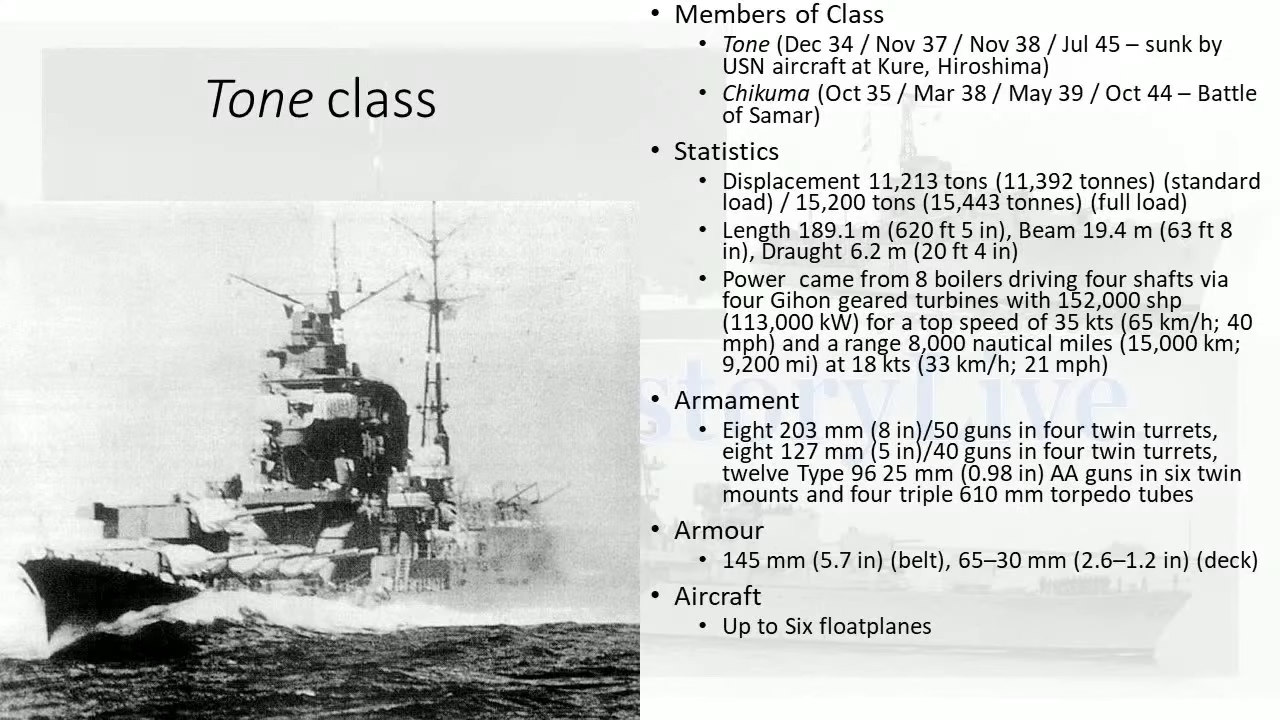 Tone class
• Members of Class
• Tone (Dec 34 / Nov 37 / Nov 38 / Jul 45 – sunk by
USN aircraft at Kure, Hiroshima)
• Chikuma (Oct 35 / Mar 38 / May 39 / Oct 44 – Battle
of Samar)
• Statistics
• Displacement 11,213 tons (11,392 tonnes) (standard
load) / 15,200 tons (15,443 tonnes) (full load)
• Length 189.1 m (620 ft 5 in), Beam 19.4 m (63 ft 8
in), Draught 6.2 m (20 ft 4 in)
• Power  came from 8 boilers driving four shafts via
four Gihon geared turbines with 152,000 shp
(113,000 kW) for a top speed of 35 kts (65 km/h; 40
mph) and a range 8,000 nautical miles (15,000 km;
9,200 mi) at 18 kts (33 km/h; 21 mph)
• Armament
• Eight 203 mm (8 in)/50 guns in four twin turrets,
eight 127 mm (5 in)/40 guns in four twin turrets,
twelve Type 96 25 mm (0.98 in) AA guns in six twin
mounts and four triple 610 mm torpedo tubes
• Armour
• 145 mm (5.7 in) (belt), 65–30 mm (2.6–1.2 in) (deck)
• Aircraft
• Up to Six floatplanes
storyLive